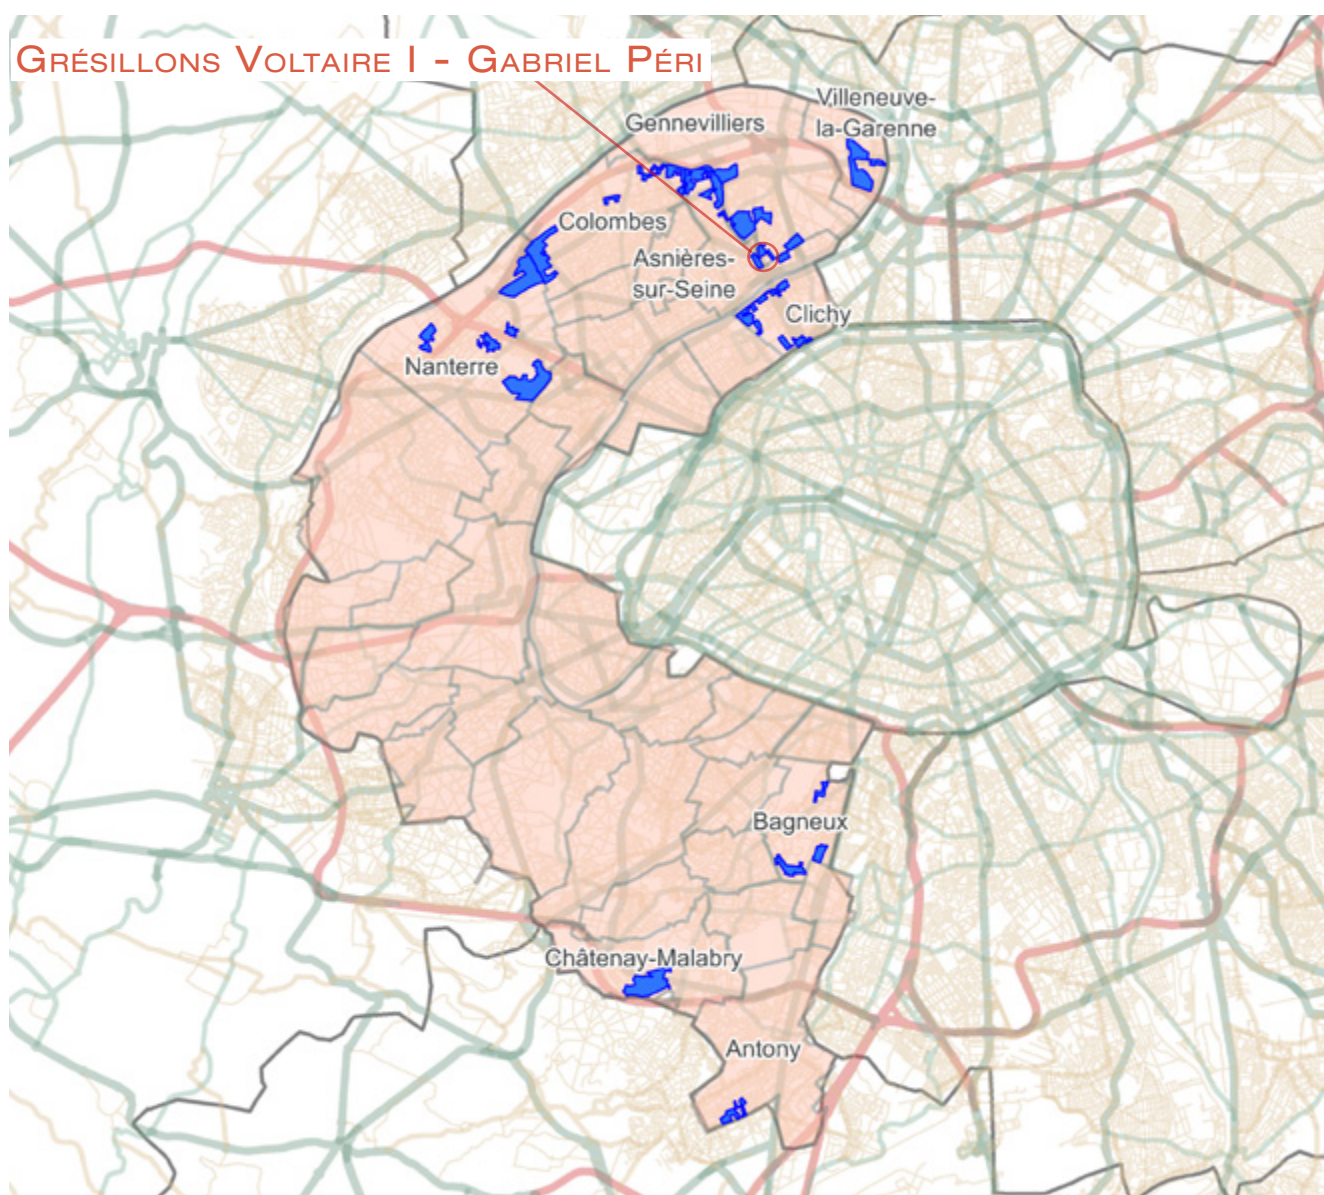 Grésillons Voltaire I - Gabriel Péri
Villeneuve-
la-Garenne
Gennevilliers
Colombes
Asnières-
sur-Seine
Clichy
Nanterre
Bagneux
Châtenay-Malabry
Antony